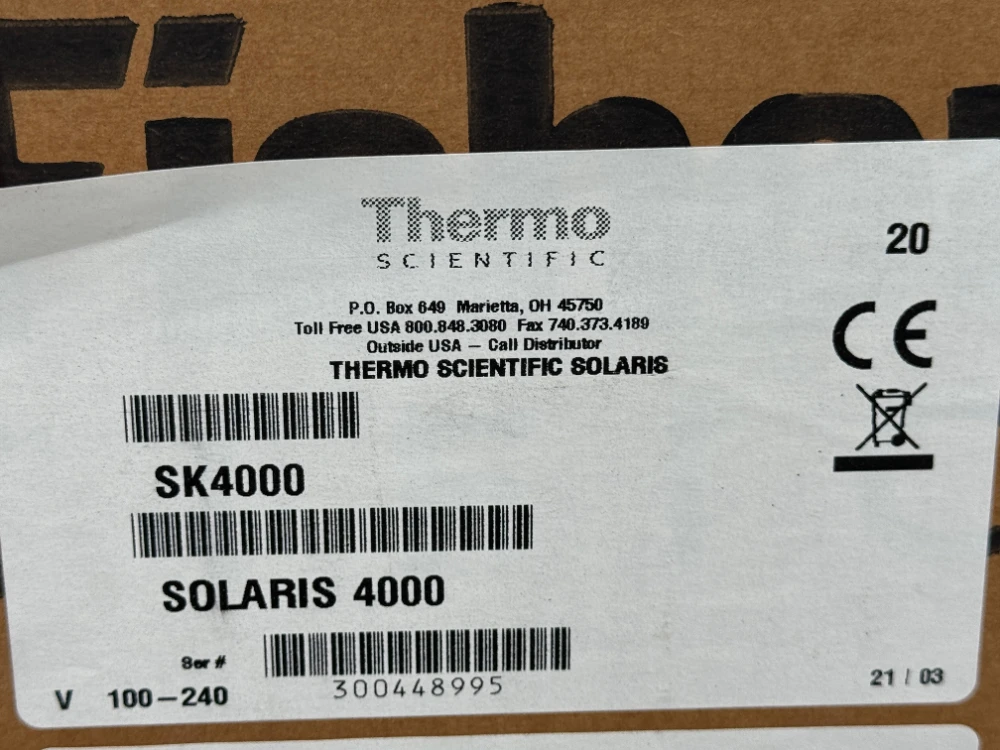 Fisher
Thermo
SCIENTIFIC
20
P.O. Box 649 Marietta, OH 45750
Toll Free USA 800.848.3080 Fax 740.373.4189
Outside USA – Call Distributor
THERMO SCIENTIFIC SOLARIS
CE
SK4000
SOLARIS 4000
Ser #
300448995
V 100–240
21 / 03